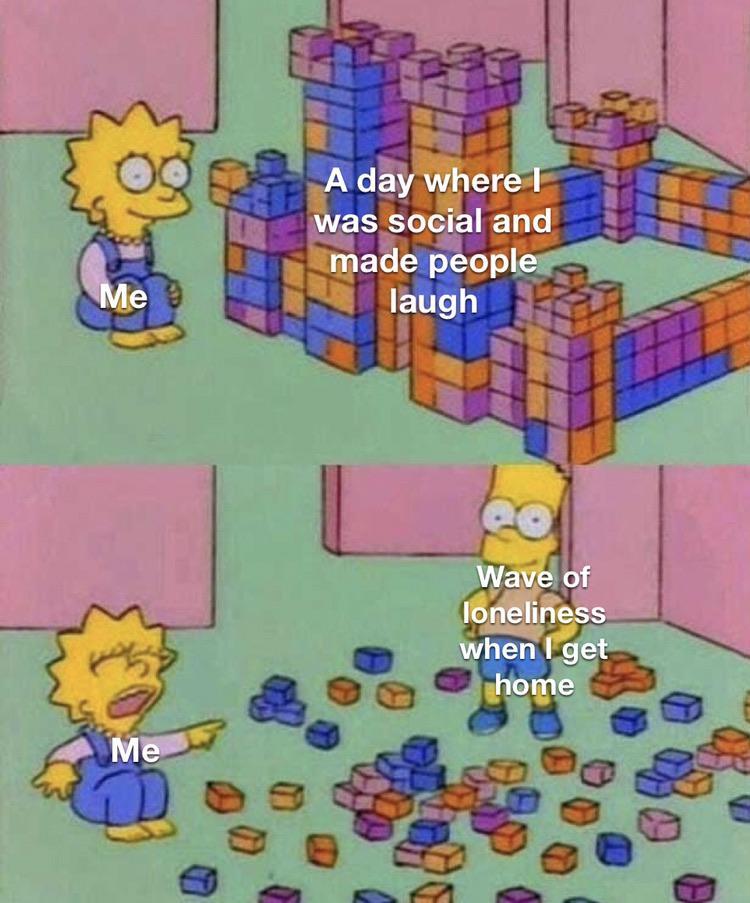 A day where I
was social and
made people
laugh
Me
Wave of
loneliness
when I get
home
Me